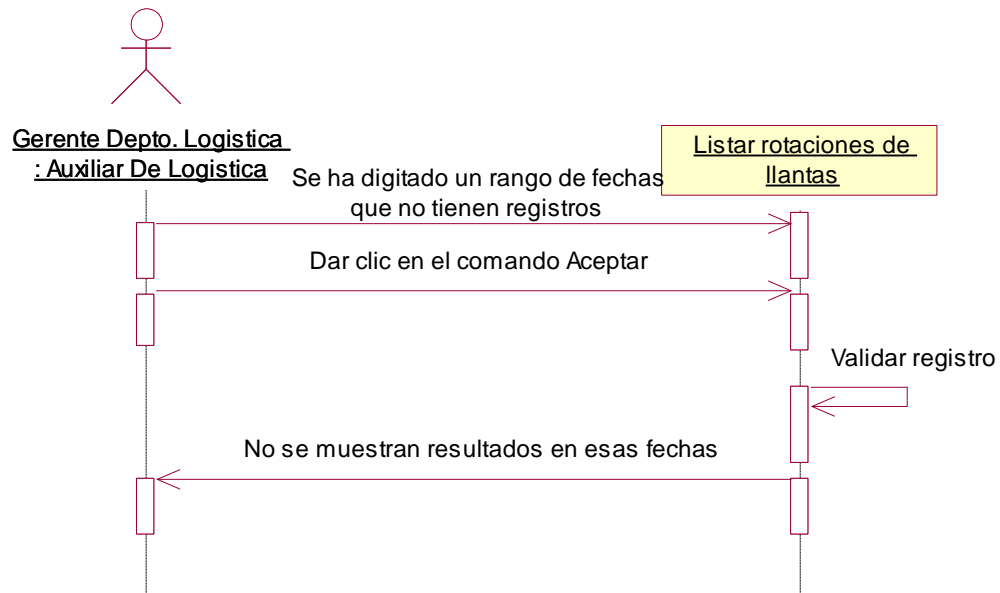 Gerente Depto. Logistica
: Auxiliar De Logistica
Listar rotaciones de
llantas
Se ha digitado un rango de fechas
que no tienen registros
Dar clic en el comando Aceptar
Validar registro
No se muestran resultados en esas fechas